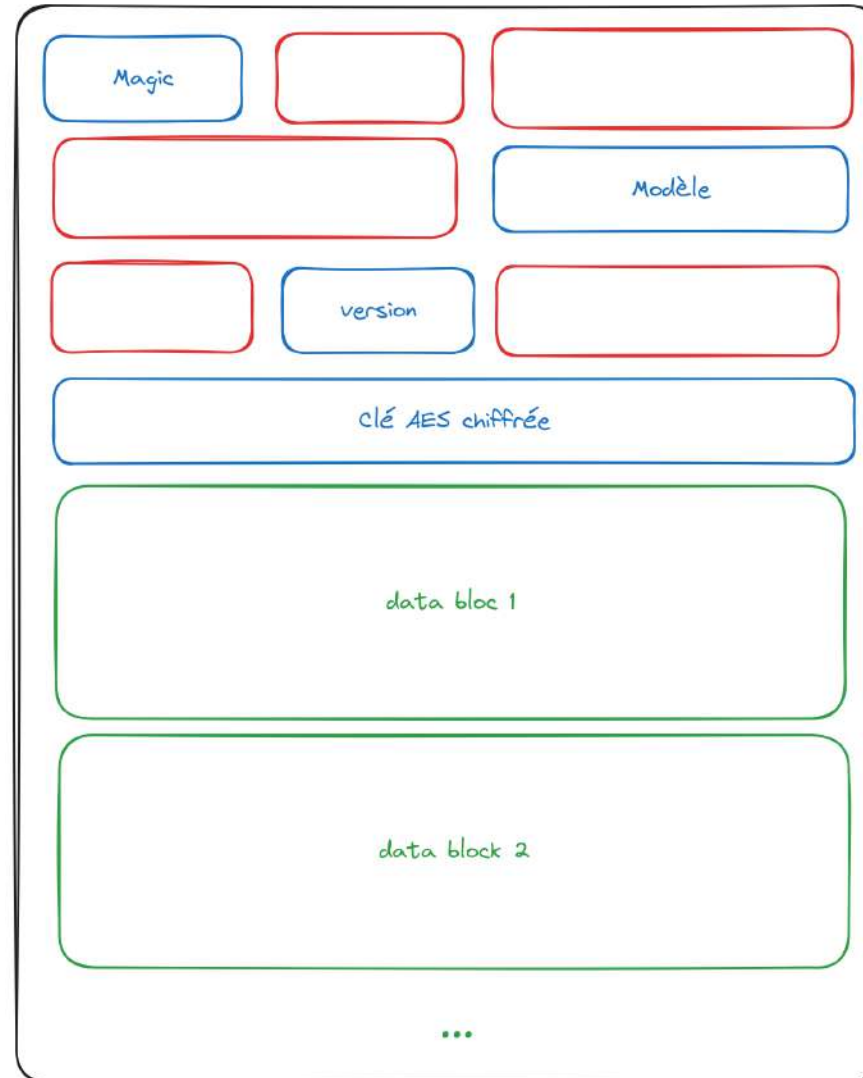 Magic
Modèle
version
Clé AES chiffrée
data bloc 1
data block 2
...